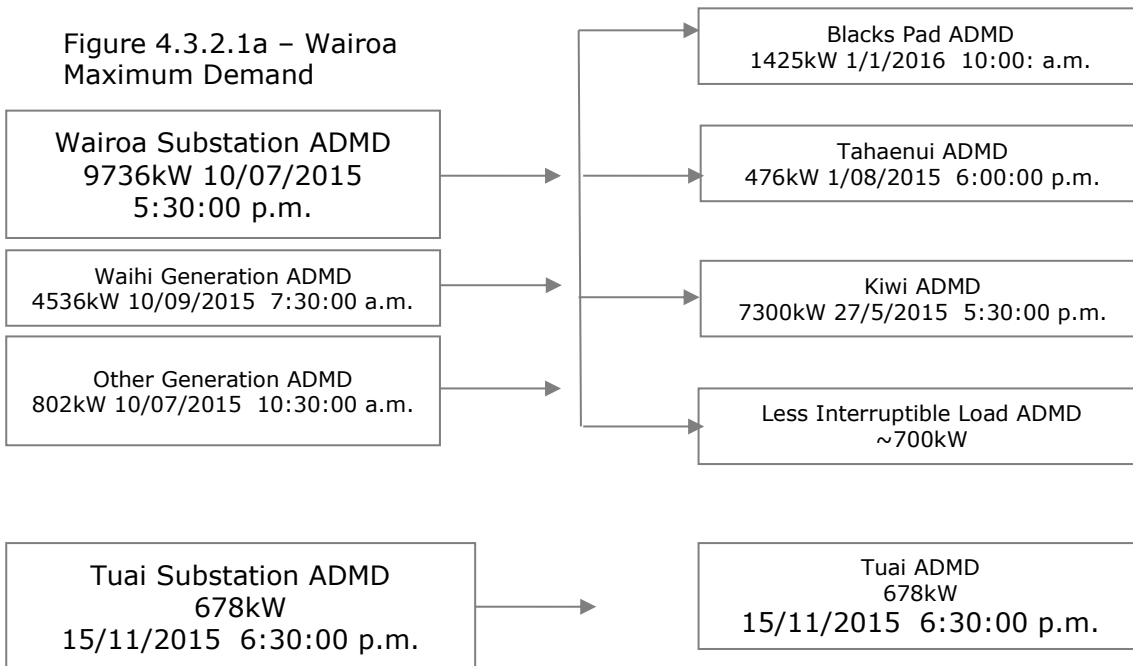 Figure 4.3.2.1a – Wairoa
Maximum Demand
Wairoa Substation ADMD
9736kW 10/07/2015
5:30:00 p.m.
Waihi Generation ADMD
4536kW 10/09/2015  7:30:00 a.m.
Other Generation ADMD
802kW 10/07/2015  10:30:00 a.m.
Blacks Pad ADMD
1425kW 1/1/2016  10:00: a.m.
Tahaenui ADMD
476kW 1/08/2015  6:00:00 p.m.
Kiwi ADMD
7300kW 27/5/2015  5:30:00 p.m.
Less Interruptible Load ADMD
~700kW
Tuai Substation ADMD
678kW
15/11/2015  6:30:00 p.m.
Tuai ADMD
678kW
15/11/2015  6:30:00 p.m.